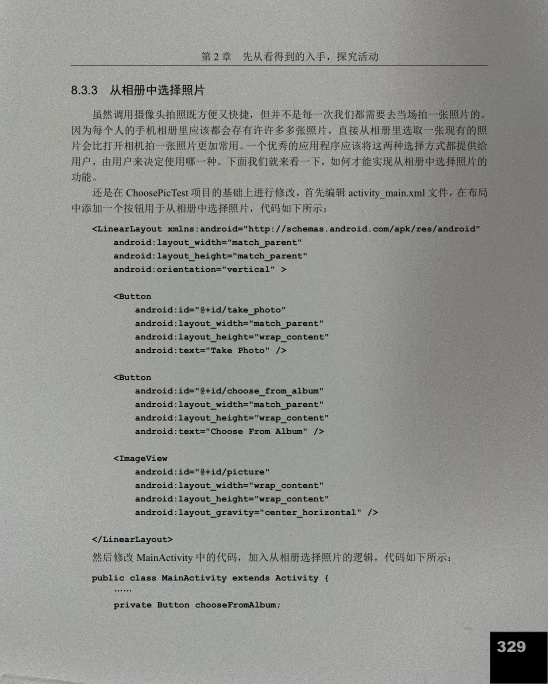 第 2 章 先从看得到的入手，探究活动
8.3.3 从相册中选择照片
虽然调用摄像头拍照既方便又快捷，但并不是每一次我们都需要去当场拍一张照片的。
因为每个人的手机相册里应该都会存有许许多多张照片，直接从相册里选取一张现有的照
片会比打开相机拍一张照片更加常用。一个优秀的应用程序应该将这两种选择方式都提供给
用户，由用户来决定使用哪一种。下面我们就来看一下，如何才能实现从相册中选择照片的
功能。
还是在 ChoosePicTest 项目的基础上进行修改，首先编辑 activity_main.xml 文件，在布局
中添加一个按钮用于从相册中选择照片，代码如下所示：
<LinearLayout xmlns:android="http://schemas.android.com/apk/res/android"
android:layout_width="match_parent"
android:layout_height="match_parent"
android:orientation="vertical" >
<Button
android:id="@+id/take_photo"
android:layout_width="match_parent"
android:layout_height="wrap_content"
android:text="Take Photo" />
<Button
android:id="@+id/choose_from_album"
android:layout_width="match_parent"
android:layout_height="wrap_content"
android:text="Choose From Album" />
<ImageView
android:id="@+id/picture"
android:layout_width="wrap_content"
android:layout_height="wrap_content"
android:layout_gravity="center_horizontal" />
</LinearLayout>
然后修改 MainActivity 中的代码，加入从相册选择照片的逻辑，代码如下所示：
public class MainActivity extends Activity {
……
private Button chooseFromAlbum;
329